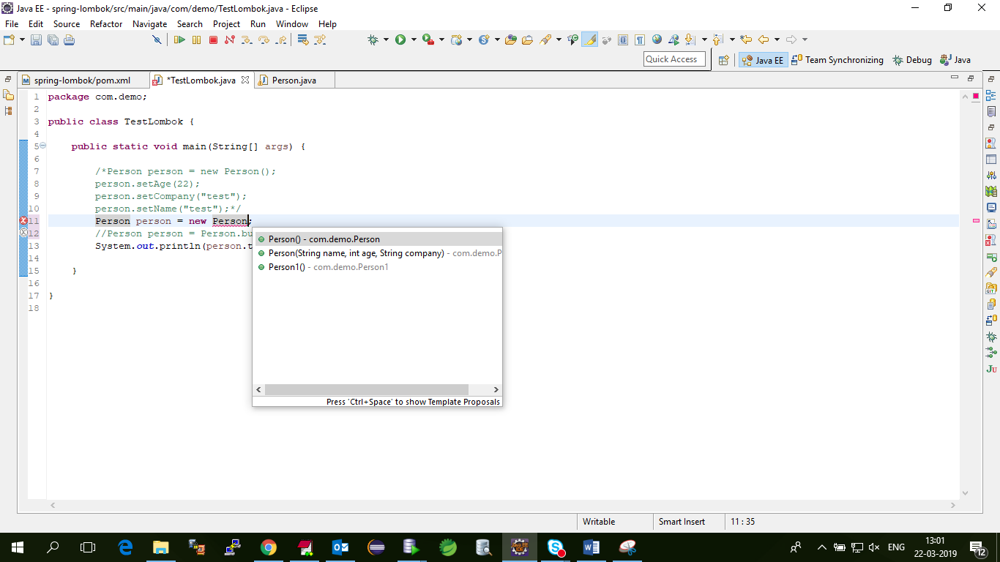 Java EE - spring-lombok/src/main/java/com/demo/TestLombok.java - Eclipse
File Edit Source Refactor Navigate Search Project Run Window Help
Quick Access Java EE Team Synchronizing Debug Java
spring-lombok/pom.xml *TestLombok.java Person.java
1 package com.demo;
2
3 public class TestLombok {
4
5 public static void main(String[] args) {
6
7 /*Person person = new Person();
8 person.setAge(22);
9 person.setCompany("test");
10 person.setName("test");*/
11 Person person = new Person;
12 //Person person = Person.bu
13 System.out.println(person.t
14
15 }
16
17 }
18
Person() - com.demo.Person
Person(String name, int age, String company) - com.demo.P
Person1() - com.demo.Person1
Press 'Ctrl+Space' to show Template Proposals
Writable Smart Insert 11 : 35
ENG 13:01
22-03-2019 12